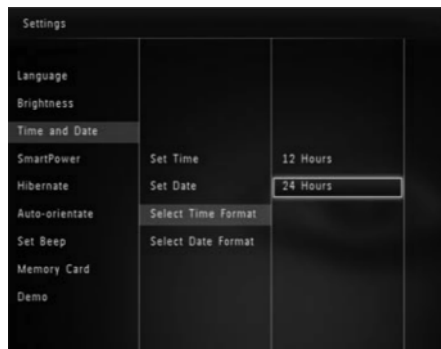 Settings
Language
Brightness
Time and Date
SmartPower
Hibernate
Auto-orientate
Set Beep
Memory Card
Demo
Set Time
Set Date
Select Time Format
Select Date Format
12 Hours
24 Hours